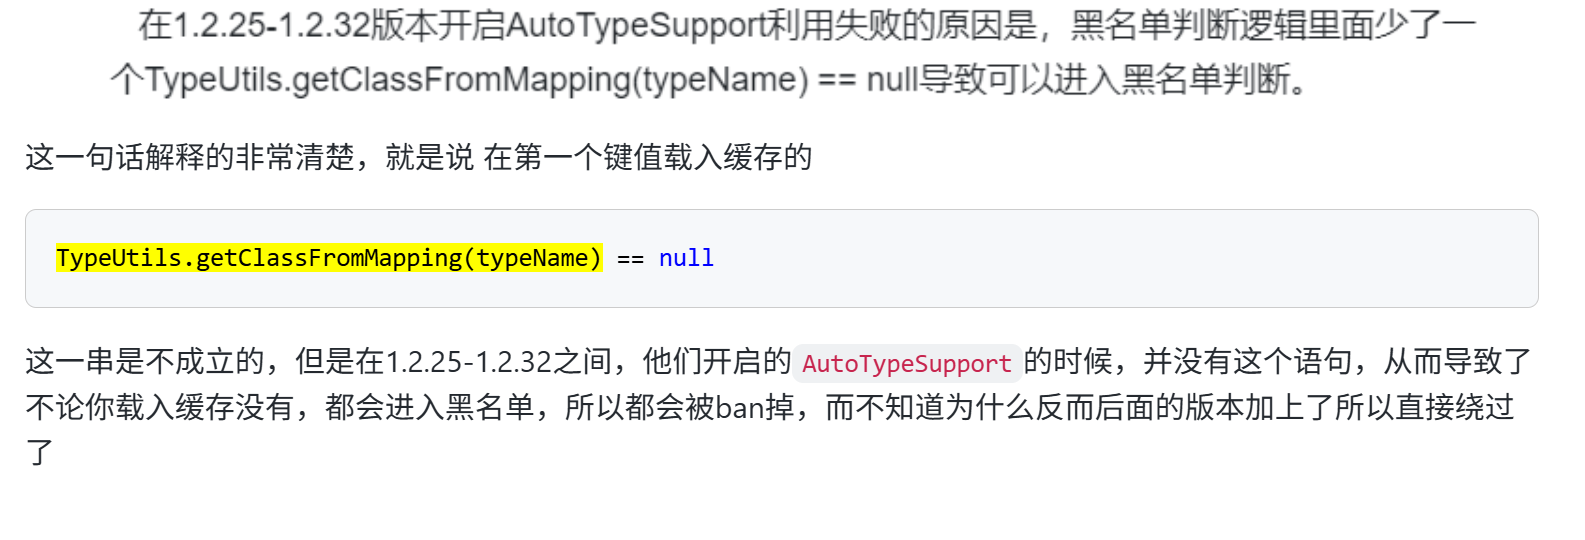 在1.2.25-1.2.32版本开启AutoTypeSupport利用失败的原因是，黑名单判断逻辑里面少了一
个TypeUtils.getClassFromMapping(typeName) == null导致可以进入黑名单判断。
这一句话解释的非常清楚，就是说 在第一个键值载入缓存的
TypeUtils.getClassFromMapping(typeName) == null
这一串是不成立的，但是在1.2.25-1.2.32之间，他们开启的 AutoTypeSupport 的时候，并没有这个语句，从而导致了
不论你载入缓存没有，都会进入黑名单，所以都会被ban掉，而不知道为什么反而后面的版本加上了所以直接绕过
了